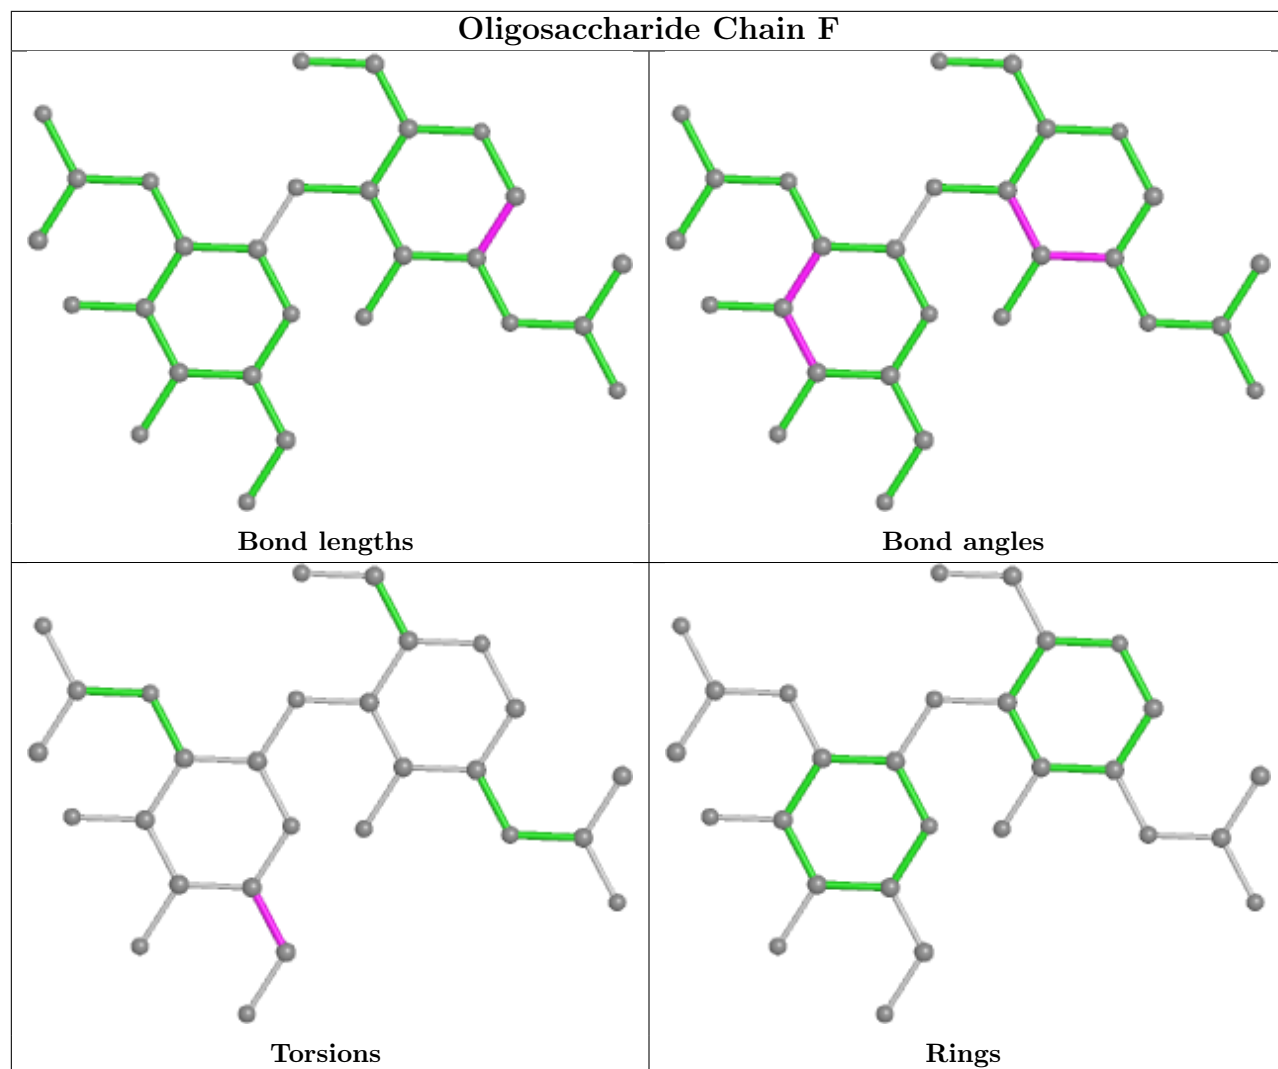 Oligosaccharide Chain F
Bond lengths
Bond angles
Torsions
Rings